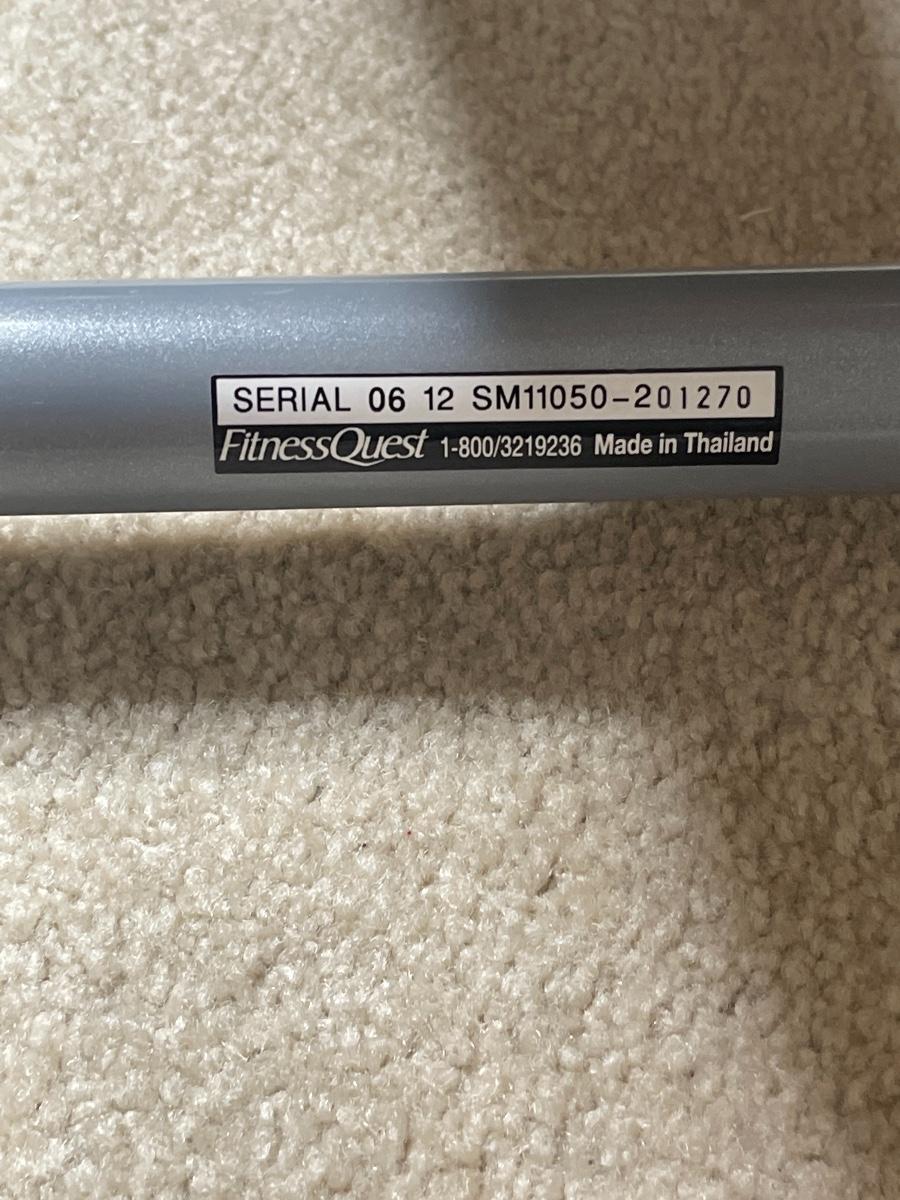 SERIAL 06 12 SM11050-201270
FitnessQuest 1-800/3219236 Made in Thailand